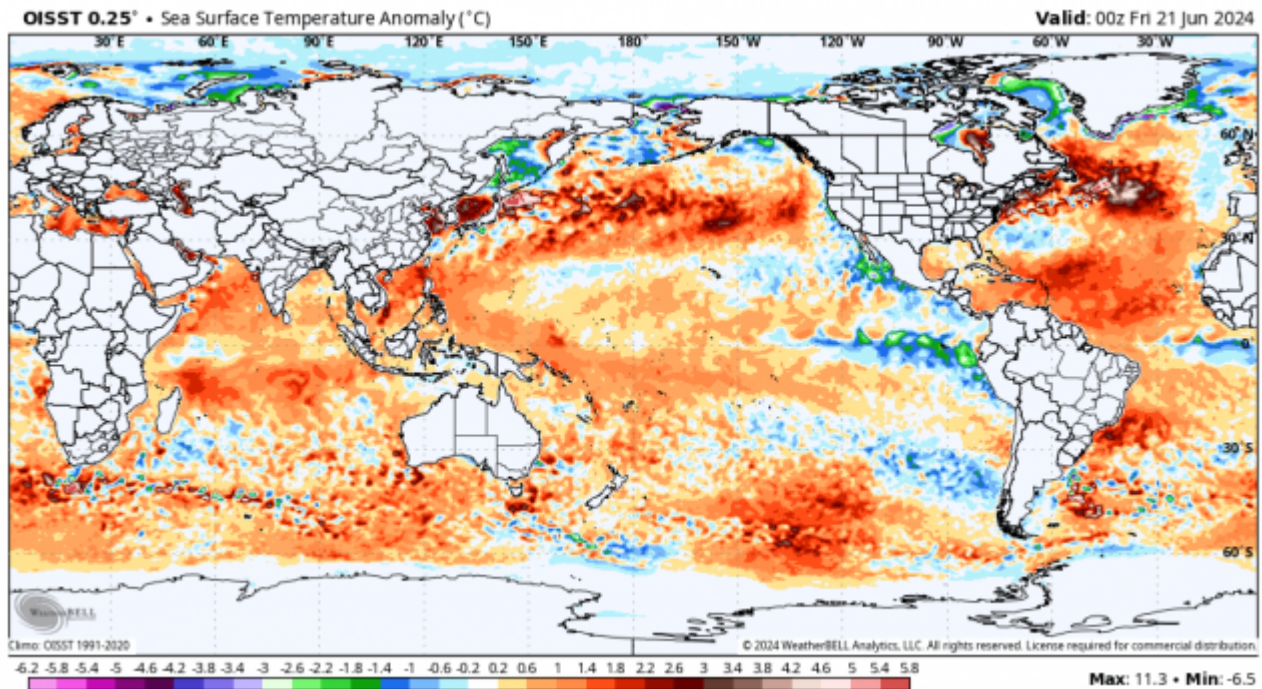 OISST 0.25° • Sea Surface Temperature Anomaly (°C)
Valid: 00z Fri 21 Jun 2024
30°E 60°E 90°E 120°E 150°E 180° 150°W 120°W 90°W 60°W 30°W
60°N
30°N
0°
30°S
60°S
WeatherBELL
Climo: OISST 1991-2020
© 2024 WeatherBELL Analytics, LLC. All rights reserved. License required for commercial distribution.
-6.2 -5.8 -5.4 -5 -4.6 -4.2 -3.8 -3.4 -3 -2.6 -2.2 -1.8 -1.4 -1 -0.6 -0.2 0.2 0.6 1 1.4 1.8 2.2 2.6 3 3.4 3.8 4.2 4.6 5 5.4 5.8
Max: 11.3 • Min: -6.5